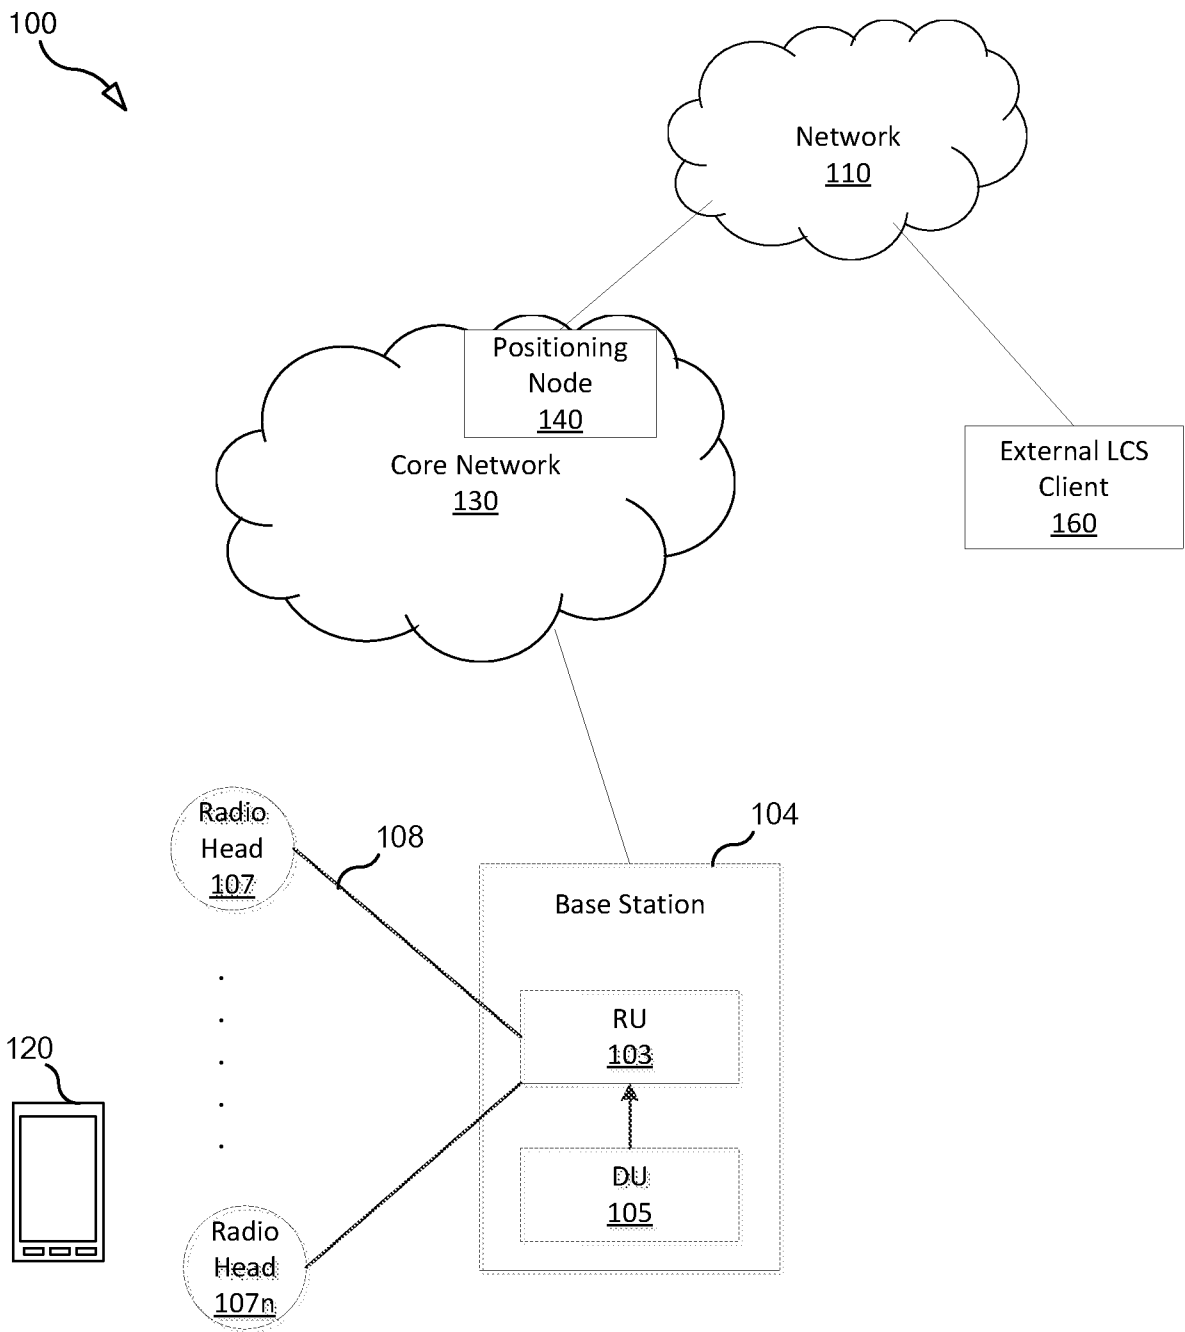 100
Network
110
Positioning
Node
140
Core Network
130
External LCS
Client
160
Radio
Head
107
108
104
Base Station
RU
103
DU
105
120
Radio
Head
107n